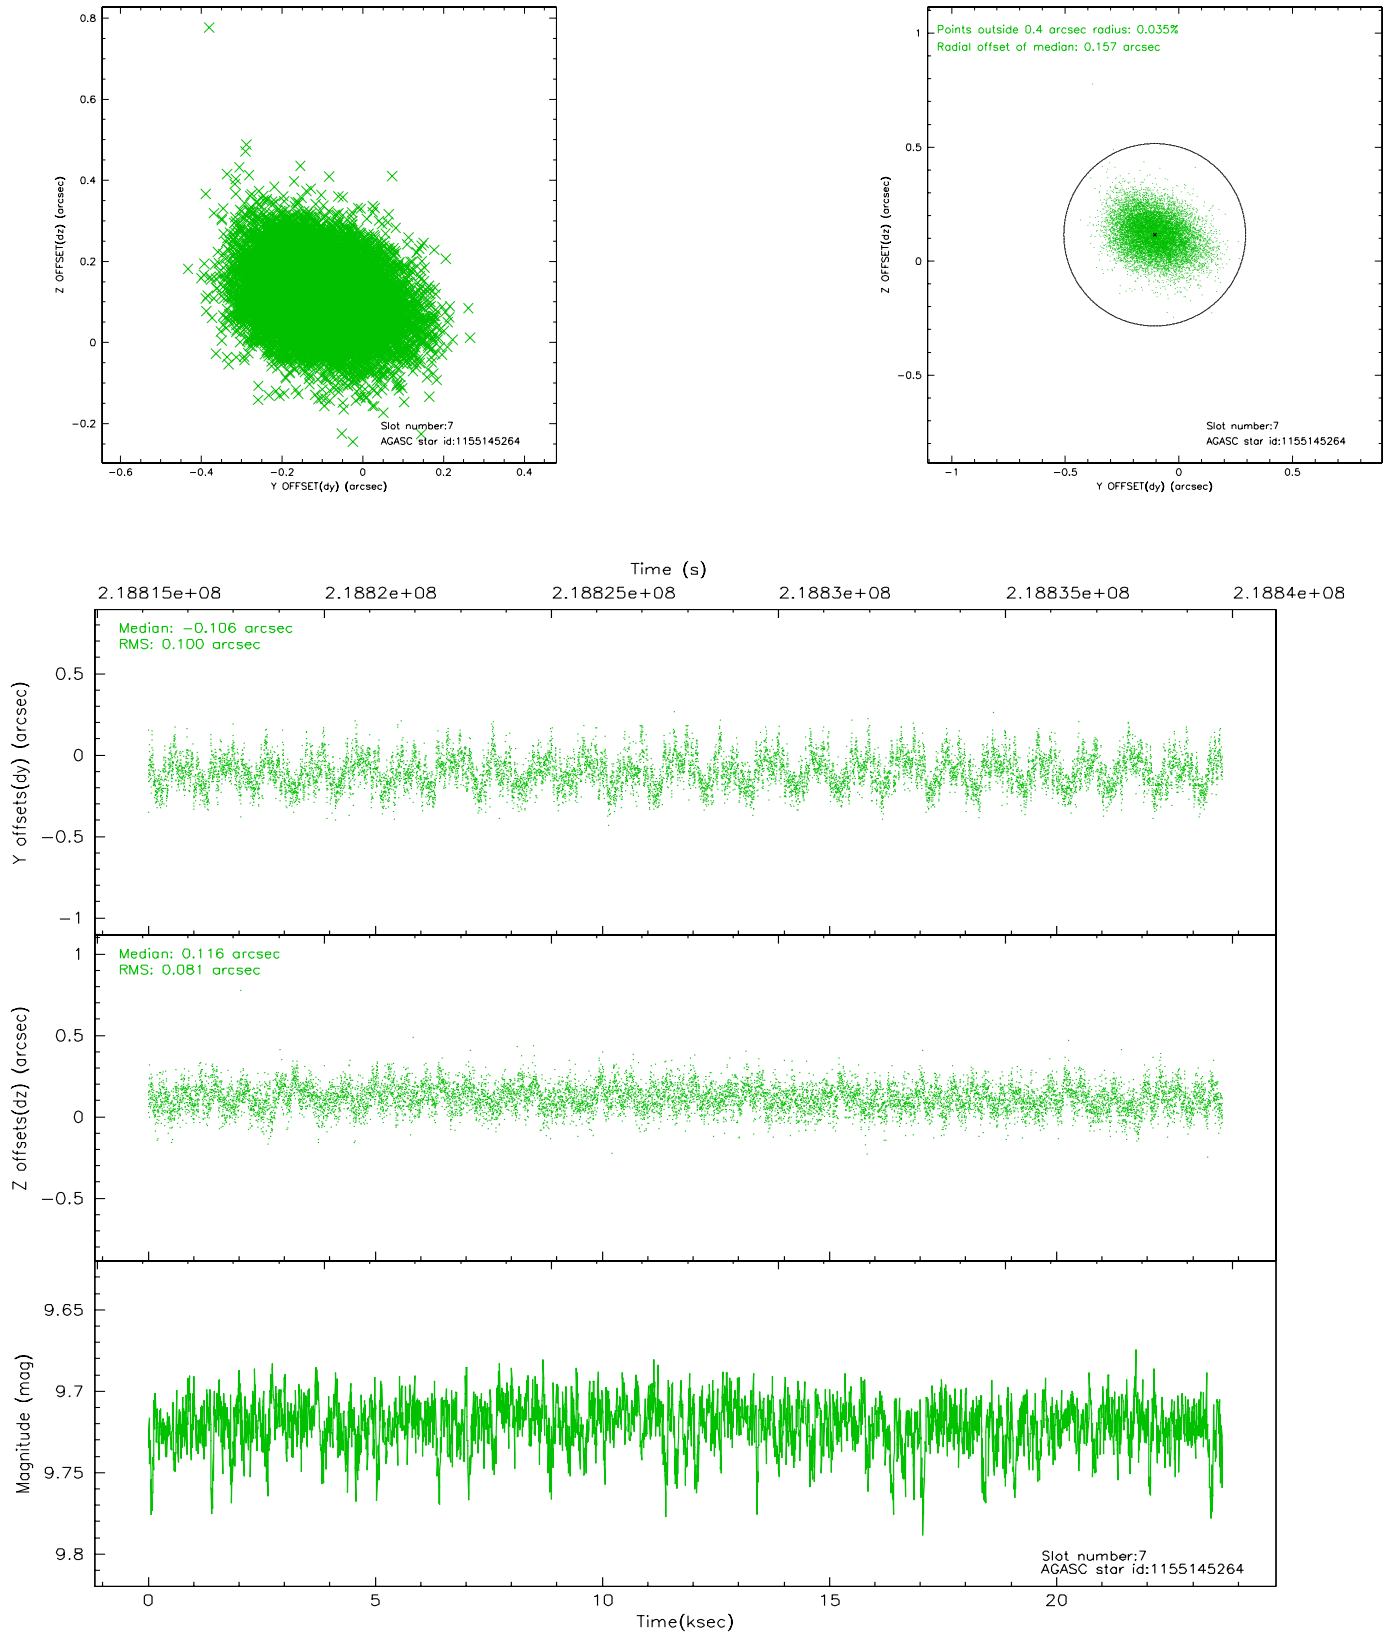 0.8
0.6
0.4
0.2
0
−0.2
−0.6
−0.4
−0.2
0
0.2
0.4
Z OFFSET(dz) (arcsec)
Y OFFSET(dy) (arcsec)
Slot number:7
AGASC star id:1155145264
Points outside 0.4 arcsec radius: 0.035%
Radial offset of median: 0.157 arcsec
1
0.5
0
−0.5
−1
−0.5
0
0.5
Z OFFSET(dz) (arcsec)
Y OFFSET(dy) (arcsec)
Slot number:7
AGASC star id:1155145264
Time (s)
2.18815e+08
2.1882e+08
2.18825e+08
2.1883e+08
2.18835e+08
2.1884e+08
Median: −0.106 arcsec
RMS: 0.100 arcsec
0.5
0
−0.5
−1
Y offsets(dy) (arcsec)
Median: 0.116 arcsec
RMS: 0.081 arcsec
1
0.5
0
−0.5
Z offsets(dz) (arcsec)
9.65
9.7
9.75
9.8
Magnitude (mag)
Slot number:7
AGASC star id:1155145264
0
5
10
15
20
Time(ksec)